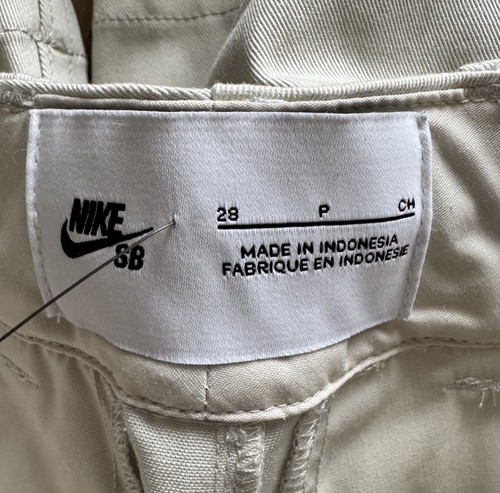 NIKE
SB
28 P CH
MADE IN INDONESIA
FABRIQUE EN INDONESIE